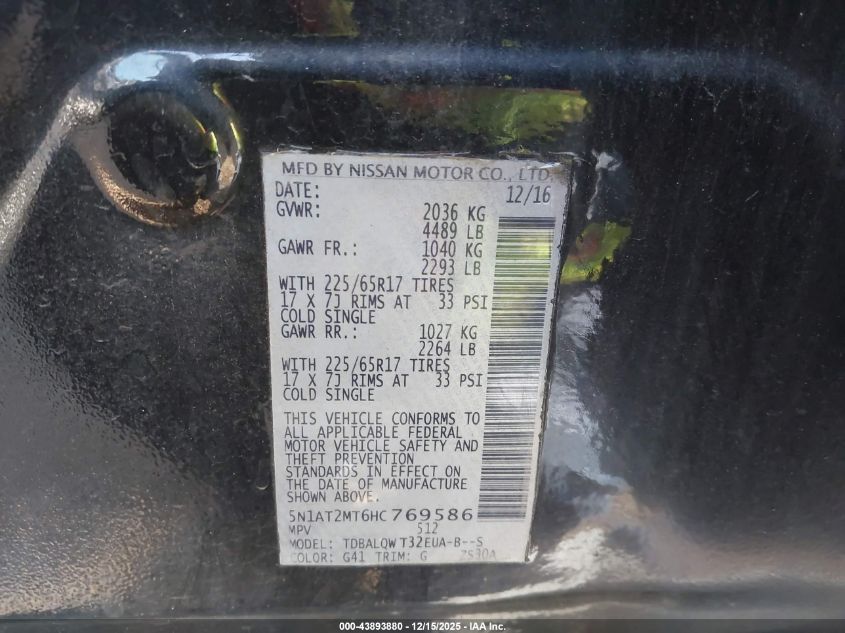 MFD BY NISSAN MOTOR CO., LTD.
DATE: 12/16
GVWR: 2036 KG
4489 LB
GAWR FR.: 1040 KG
2293 LB
WITH 225/65R17 TIRES
17 X 7J RIMS AT 33 PSI
COLD SINGLE
GAWR RR.: 1027 KG
2264 LB
WITH 225/65R17 TIRES
17 X 7J RIMS AT 33 PSI
COLD SINGLE
THIS VEHICLE CONFORMS TO
ALL APPLICABLE FEDERAL
MOTOR VEHICLE SAFETY AND
THEFT PREVENTION
STANDARDS IN EFFECT ON
THE DATE OF MANUFACTURE
SHOWN ABOVE.
5N1AT2MT6HC769586
MPV 512
MODEL: TDBALQWT32EUA-B--S
COLOR: G41 TRIM: G ZS30A
000-43893880 - 12/15/2025 - IAA Inc.